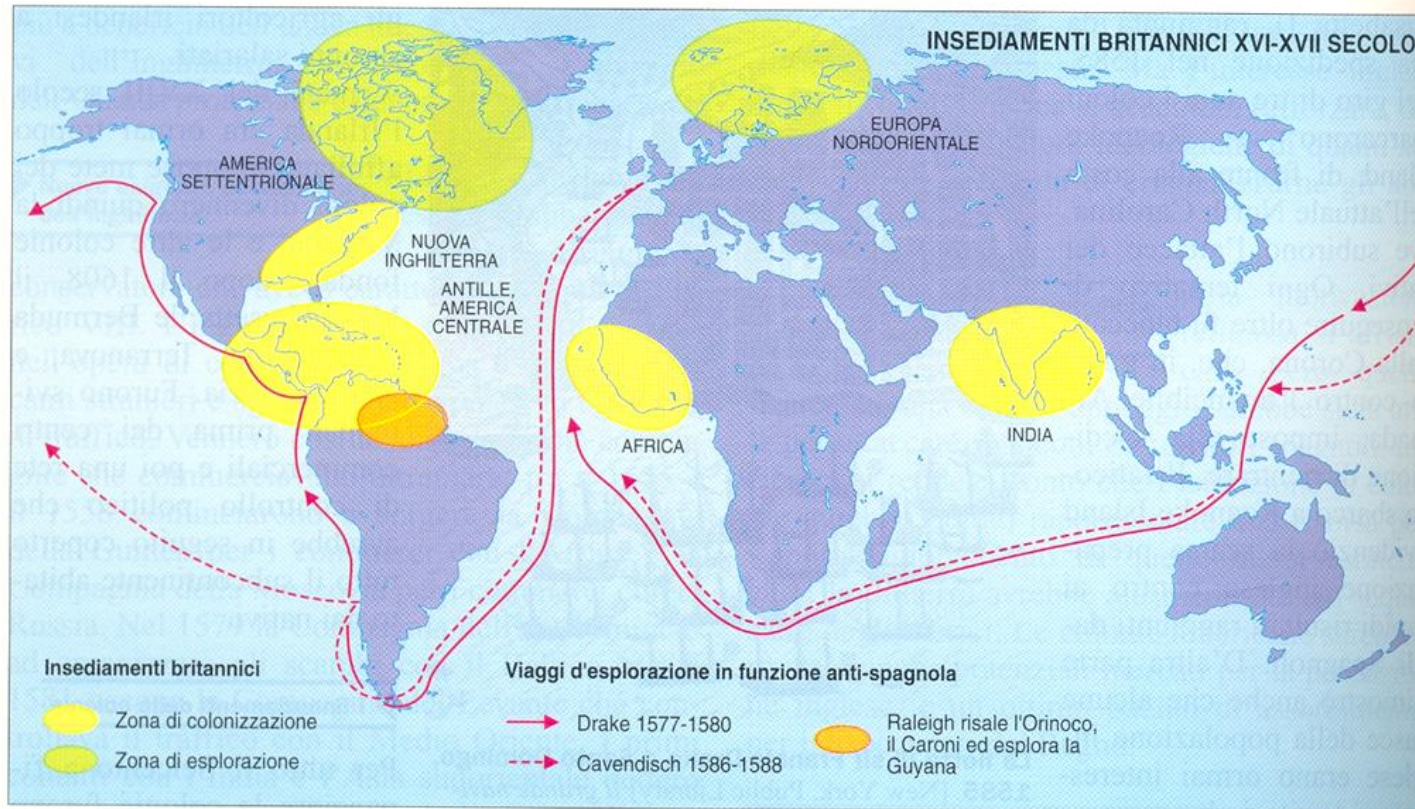 INSEDIAMENTI BRITANNICI XVI-XVII SECOLO
EUROPA
NORDORIENTALE
AMERICA
SETTENTRIONALE
NUOVA
INGHILTERRA
ANTILLE,
AMERICA
CENTRALE
AFRICA
INDIA
Insediamenti britannici
Zona di colonizzazione
Zona di esplorazione
Viaggi d'esplorazione in funzione anti-spagnola
Drake 1577-1580
Cavendisch 1586-1588
Raleigh risale l'Orinoco,
il Caroni ed esplora la
Guyana